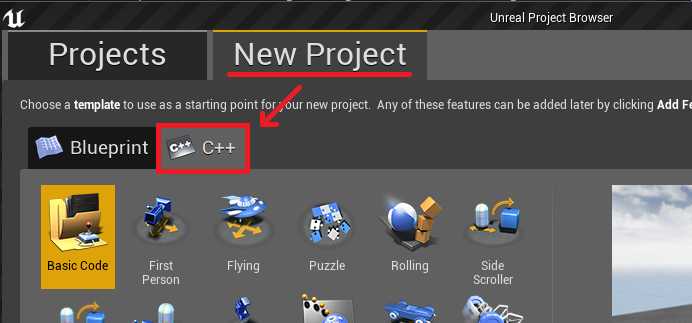 Unreal Project Browser
Projects
New Project
Choose a template to use as a starting point for your new project. Any of these features can be added later by clicking Add Fe
Blueprint
C++
C++
Basic Code
First
Person
Flying
Puzzle
Rolling
Side
Scroller